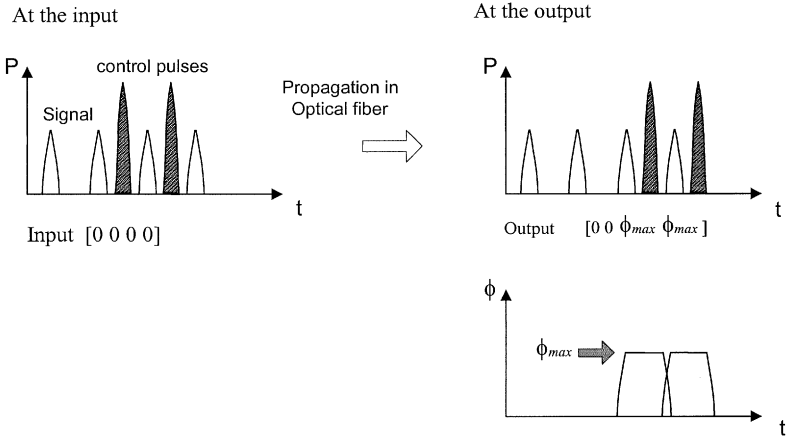 At the input
At the output
P
control pulses
Signal
t
Input [0 0 0 0]
Propagation in
Optical fiber
P
t
Output [0 0 ϕmax ϕmax ]
ϕ
ϕmax
t